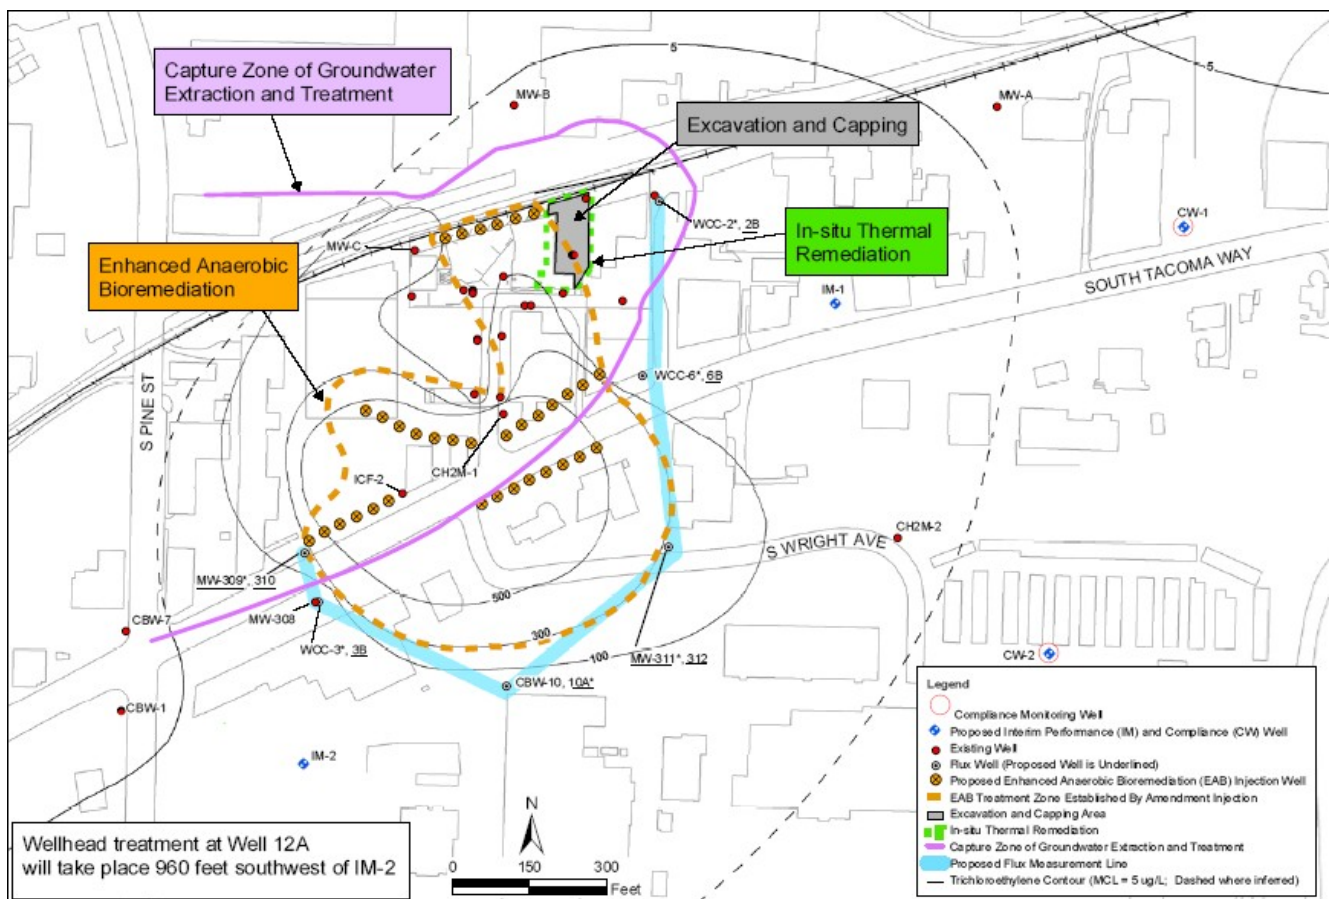 5
Capture Zone of Groundwater
Extraction and Treatment
MW-B
MW-A
5
Excavation and Capping
WCC-2*, 2B
CW-1
In-situ Thermal
Remediation
MW-C
Enhanced Anaerobic
Bioremediation
SOUTH TACOMA WAY
IM-1
WCC-6*, 6B
S PINE ST
CH2M-1
ICF-2
CH2M-2
S WRIGHT AVE
MW-309*, 310
500
MW-308
CBW-7
300
WCC-3*, 3B
100
MW-311*, 312
CW-2
CBW-10, 10A*
CBW-1
IM-2
Legend
Compliance Monitoring Well
Proposed Interim Performance (IM) and Compliance (CW) Well
Existing Well
Flux Well (Proposed Well is Underlined)
Proposed Enhanced Anaerobic Bioremediation (EAB) Injection Well
EAB Treatment Zone Established By Amendment Injection
Excavation and Capping Area
In-situ Thermal Remediation
Capture Zone of Groundwater Extraction and Treatment
Proposed Flux Measurement Line
Trichloroethylene Contour (MCL = 5 ug/L; Dashed where inferred)
Wellhead treatment at Well 12A
will take place 960 feet southwest of IM-2
N
0 150 300
Feet